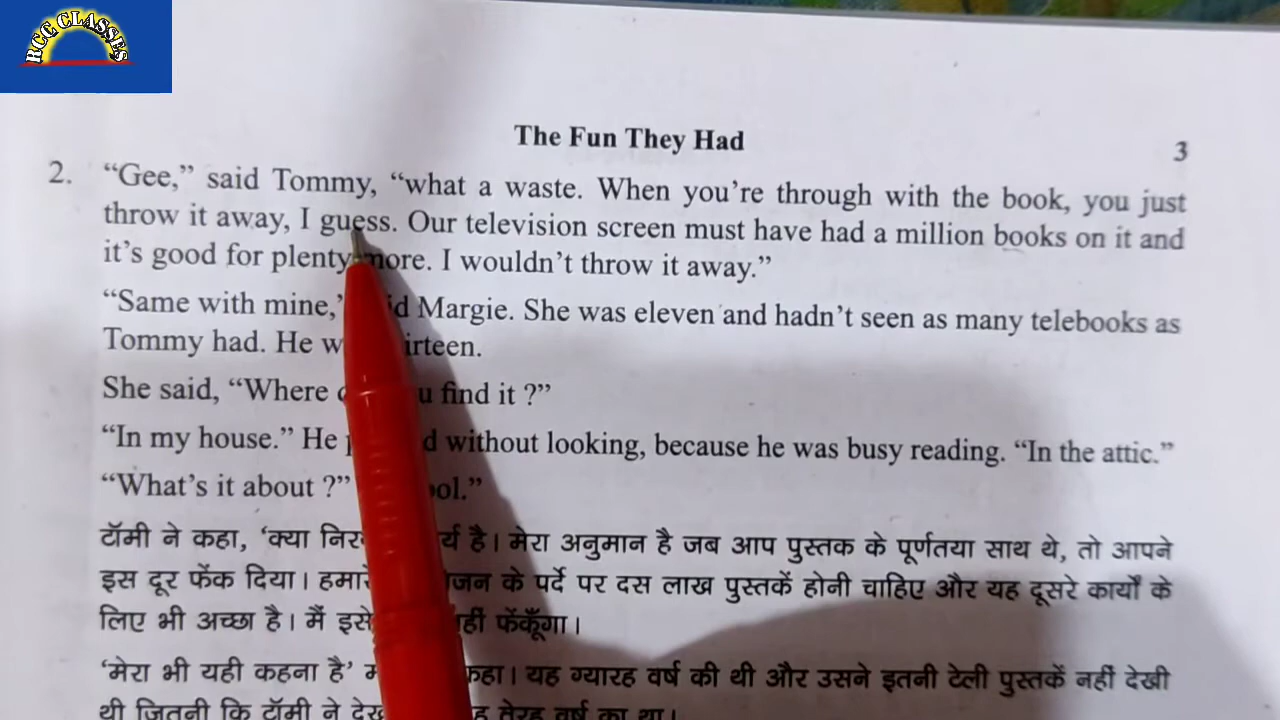 RCG CLASSES
The Fun They Had
3
2. “Gee,” said Tommy, “what a waste. When you’re through with the book, you just
throw it away, I guess. Our television screen must have had a million books on it and
it’s good for plenty more. I wouldn’t throw it away.”
“Same with mine,” Margie. She was eleven and hadn’t seen as many telebooks as
Tommy had. He
She said, “Where find it ?”
“In my house.” He without looking, because he was busy reading. “In the attic.”
“What’s it about ?”
टॉमी ने कहा, ‘क्या है। मेरा अनुमान है जब आप पुस्तक के पूर्णतया साथ थे, तो आपने
इस दूर फेंक दिया। के पर्दे पर दस लाख पुस्तकें होनी चाहिए और यह दूसरे कार्यों के
लिए भी अच्छा है। मैं इसे फेंकूँगा।
‘मेरा भी यही कहना है’ कहा। यह ग्यारह वर्ष की थी और उसने इतनी टेली पुस्तकें नहीं देखी
थी जितनी कि टॉमी ने तेरह वर्ष का था।